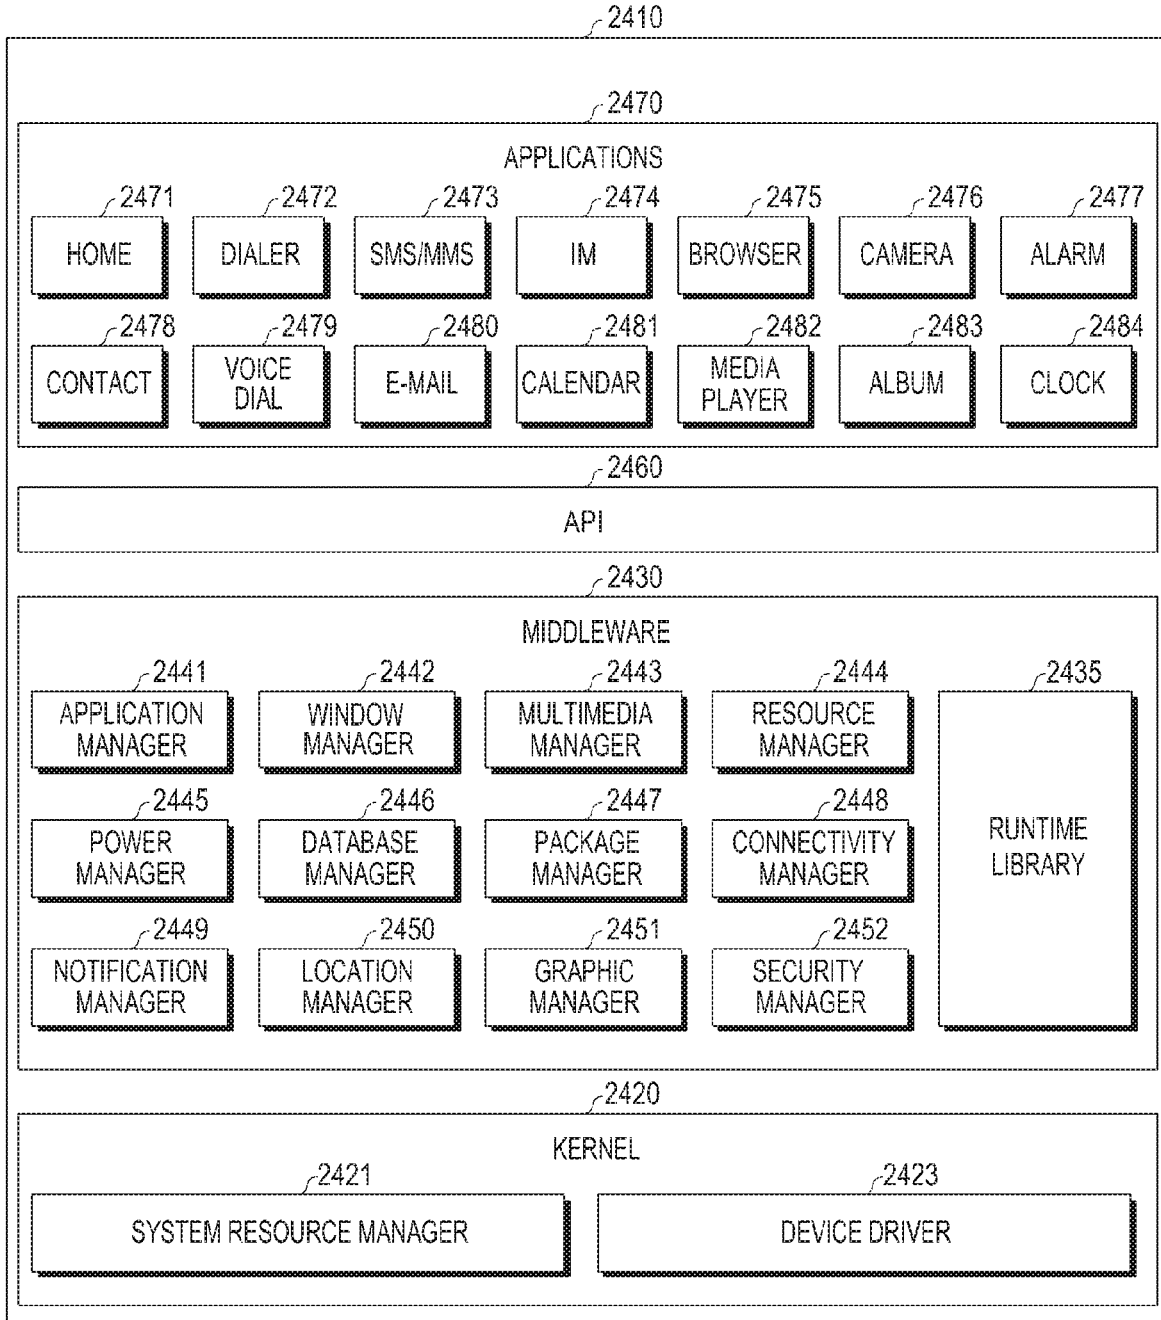 2410
2470
APPLICATIONS
2471 2472 2473 2474 2475 2476 2477
HOME DIALER SMS/MMS IM BROWSER CAMERA ALARM
2478 2479 2480 2481 2482 2483 2484
CONTACT VOICE DIAL E-MAIL CALENDAR MEDIA PLAYER ALBUM CLOCK
2460
API
2430
MIDDLEWARE
2441 2442 2443 2444 2435
APPLICATION MANAGER WINDOW MANAGER MULTIMEDIA MANAGER RESOURCE MANAGER
2445 2446 2447 2448
POWER MANAGER DATABASE MANAGER PACKAGE MANAGER CONNECTIVITY MANAGER RUNTIME LIBRARY
2449 2450 2451 2452
NOTIFICATION MANAGER LOCATION MANAGER GRAPHIC MANAGER SECURITY MANAGER
2420
KERNEL
2421 2423
SYSTEM RESOURCE MANAGER DEVICE DRIVER